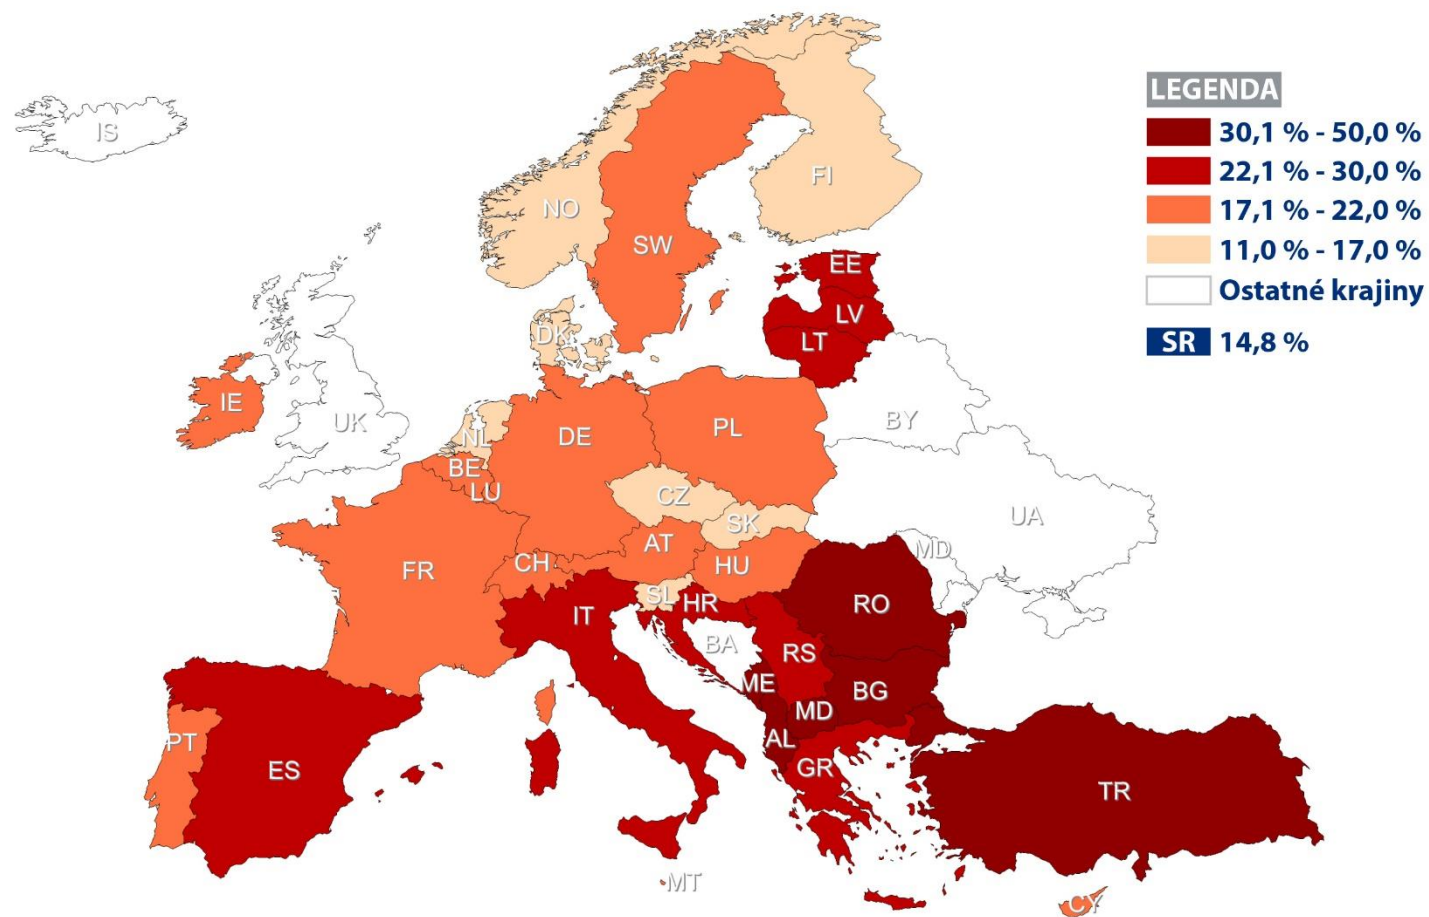 LEGENDA
30,1 % - 50,0 %
22,1 % - 30,0 %
17,1 % - 22,0 %
11,0 % - 17,0 %
Ostatné krajiny
SR 14,8 %
IS
FI
NO
SW
EE
LV
LT
DK
IE
UK
NL
DE
PL
BY
BE
LU
CZ
SK
UA
AT
MD
CH
HU
FR
SL
HR
RO
IT
BA
RS
ME
BG
MD
AL
PT
ES
GR
TR
MT
CY